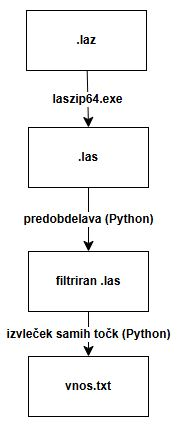 .laz
laszip64.exe
.las
predobdelava (Python)
filtriran .las
izvleček samih točk (Python)
vnos.txt